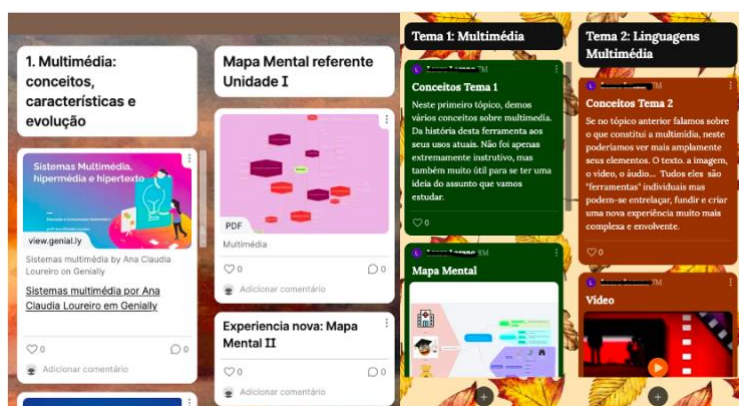 1. Multimédia:
conceitos,
características e
evolução
Sistemas Multimédia,
hipermédia e hipertexto
view.genial.ly
Sistemas multimédia by Ana Claudia
Loureiro on Genially
Sistemas multimédia por Ana
Claudia Loureiro em Genially
0
0
Adicionar comentário
Mapa Mental referente
Unidade I
PDF
Multimédia
0
0
Adicionar comentário
Experiencia nova: Mapa
Mental II
0
0
Adicionar comentário
Tema 1: Multimédia
Conceitos Tema 1
Neste primeiro tópico, demos
vários conceitos sobre multimedia.
Da história desta ferramenta aos
seus usos atuais. Não foi apenas
extremamente instrutivo, mas
também muito útil para se ter uma
ideia do assunto que vamos
estudar.
0
Mapa Mental
Tema 2: Linguagens
Multimédia
Conceitos Tema 2
Se no tópico anterior falamos sobre
o que constitui a multimidia, neste
poderíamos ver mais amplamente
seus elementos. O texto. a imagem,
o video, o áudio... Tudos eles são
"ferramentas" individuais mas
podem-se entrelaçar, fundir e criar
uma nova experiência muito mais
complexa e envolvente.
0
Video